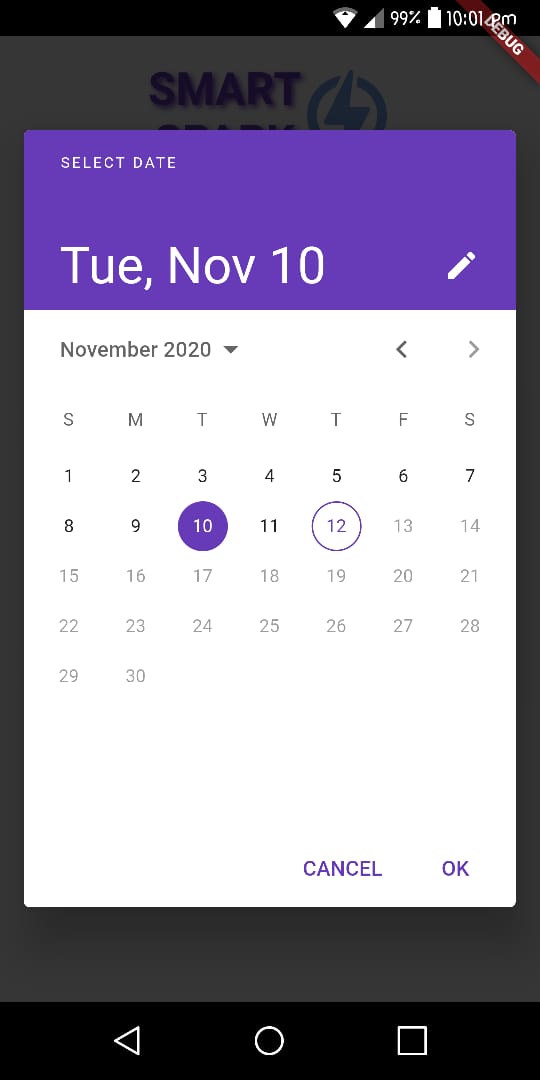 99% 10:01 pm
DEBUG
SMART
SPARK
SELECT DATE
Tue, Nov 10
November 2020
S M T W T F S
1 2 3 4 5 6 7
8 9 10 11 12 13 14
15 16 17 18 19 20 21
22 23 24 25 26 27 28
29 30
CANCEL OK